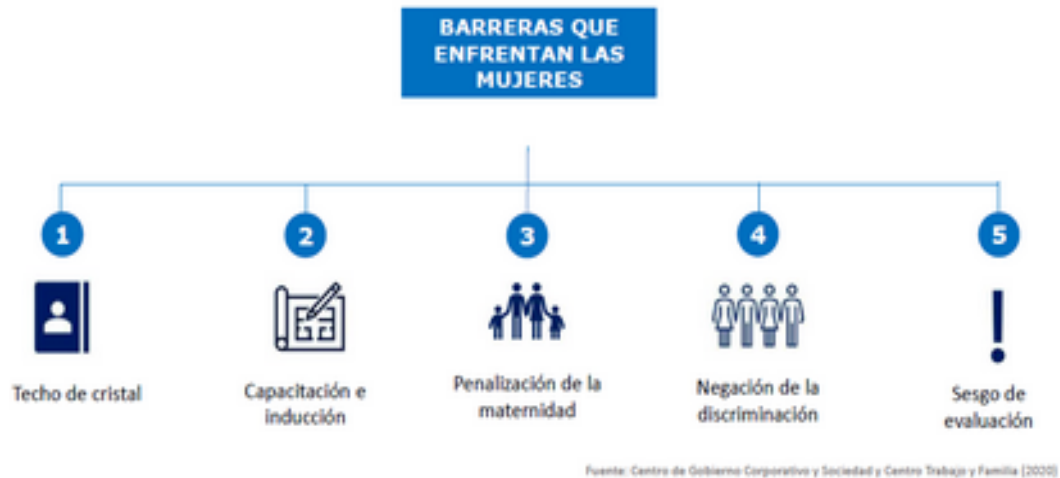 BARRERAS QUE
ENFRENTAN LAS
MUJERES
1
2
3
4
5
Techo de cristal
Capacitación e
inducción
Penalización de la
maternidad
Negación de la
discriminación
Sesgo de
evaluación
Fuente: Centro de Gobierno Corporativo y Sociedad y Centro Trabajo y Familia (2020)